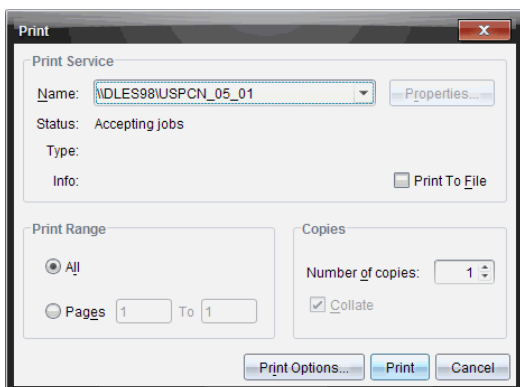 Print
Print Service
Name: \\DLES98\USPCN_05_01 Properties...
Status: Accepting jobs
Type:
Info: Print To File
Print Range Copies
All Number of copies: 1
Pages 1 To 1 Collate
Print Options... Print Cancel